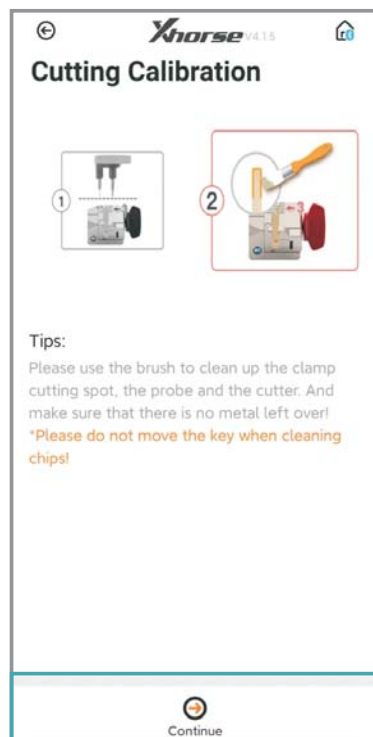 Xhorse V4.1.5
Cutting Calibration
1
2
3
Tips:
Please use the brush to clean up the clamp
cutting spot, the probe and the cutter. And
make sure that there is no metal left over!
*Please do not move the key when cleaning
chips!
Continue